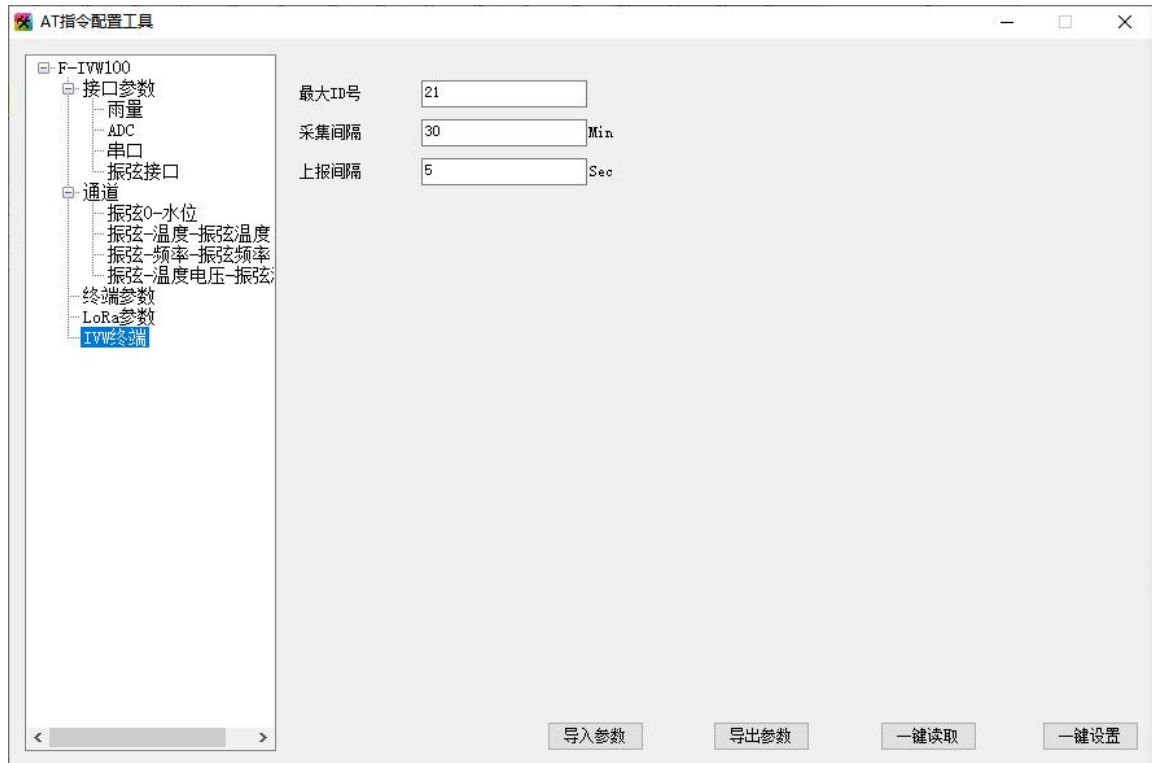 AT指令配置工具
F-IVW100
接口参数
雨量
ADC
串口
振弦接口
通道
振弦0-水位
振弦-温度-振弦温度
振弦-频率-振弦频率
振弦-温度电压-振弦
终端参数
LoRa参数
IVW终端
最大ID号 21
采集间隔 30 Min
上报间隔 5 Sec
导入参数 导出参数 一键读取 一键设置